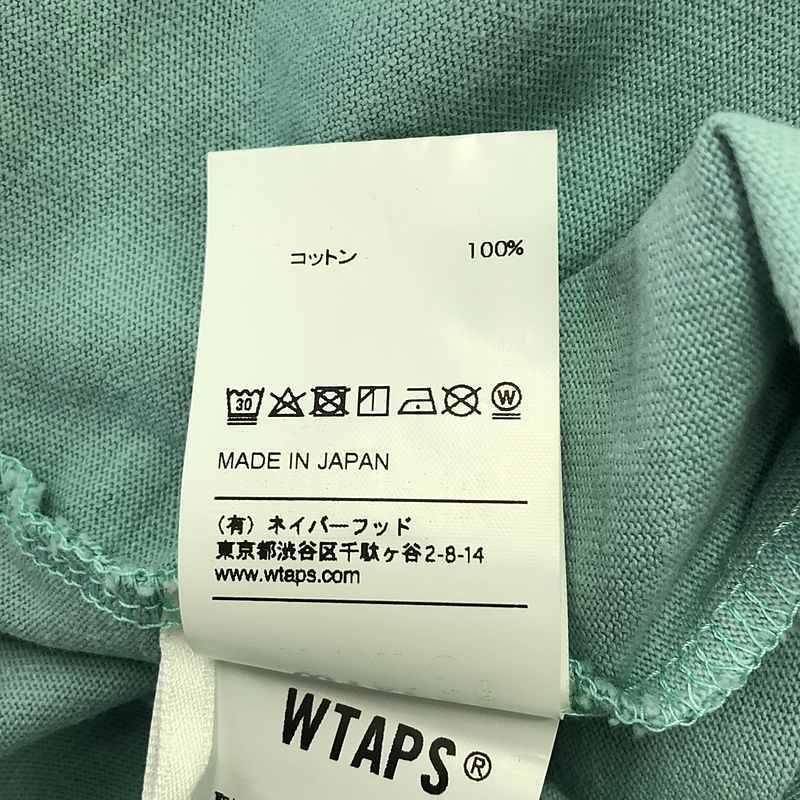 コットン 100%
30 W
MADE IN JAPAN
(有) ネイバーフッド
東京都渋谷区千駄ヶ谷2-8-14
www.wtaps.com
WTAPS®